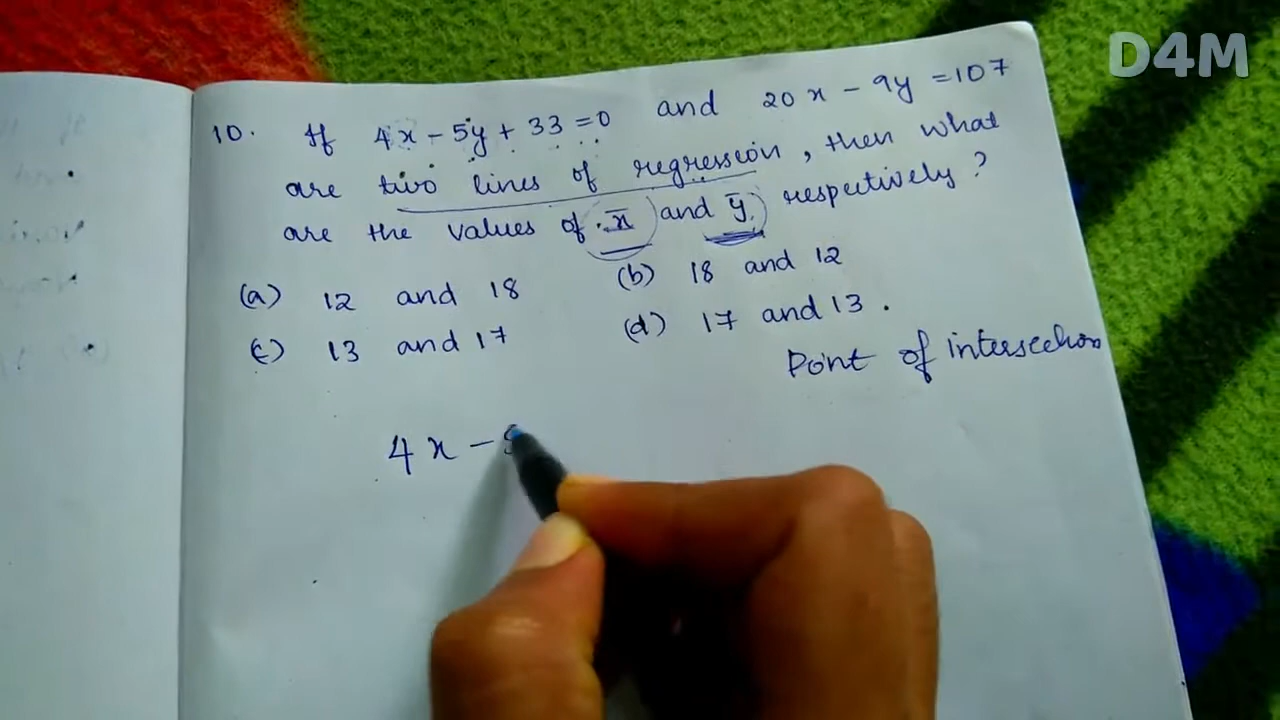 D4M
10. If 4x - 5y + 33 = 0 and 20x - 9y = 107
are two lines of regression, then what
are the values of x̄ and ȳ respectively?
(a) 12 and 18 (b) 18 and 12
(c) 13 and 17 (d) 17 and 13.
Point of intersection
4x - 5